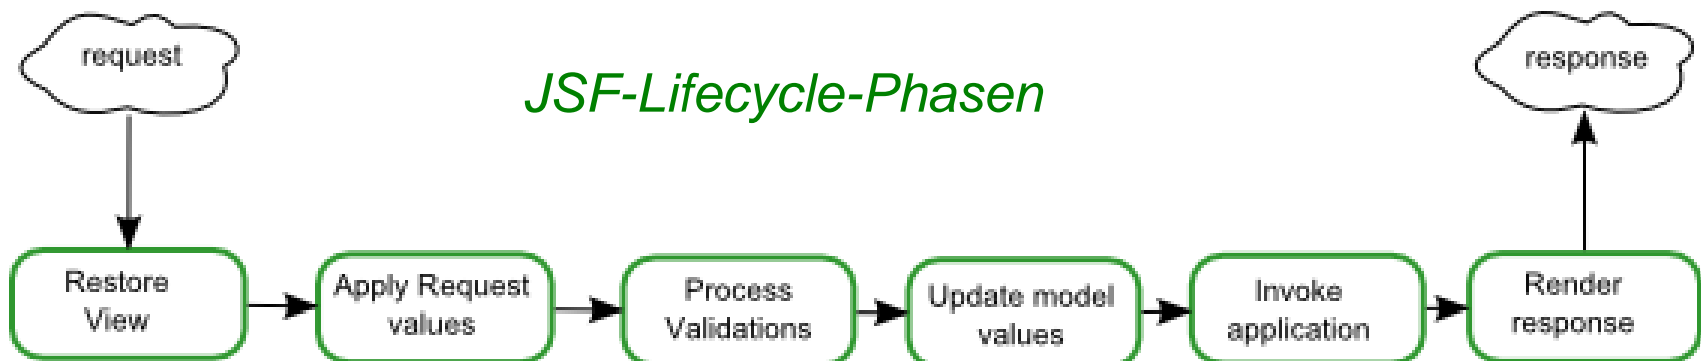 request
JSF-Lifecycle-Phasen
response
Restore
View
Apply Request
values
Process
Validations
Update model
values
Invoke
application
Render
response